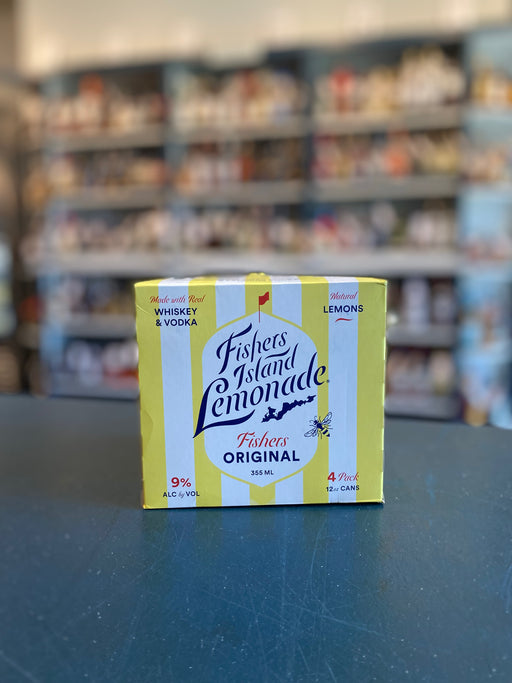 Made with Real
WHISKEY
& VODKA
Natural
LEMONS
Fishers
Island
Lemonade
Fishers
ORIGINAL
355 ML
9%
ALC by VOL
4 Pack
12oz CANS